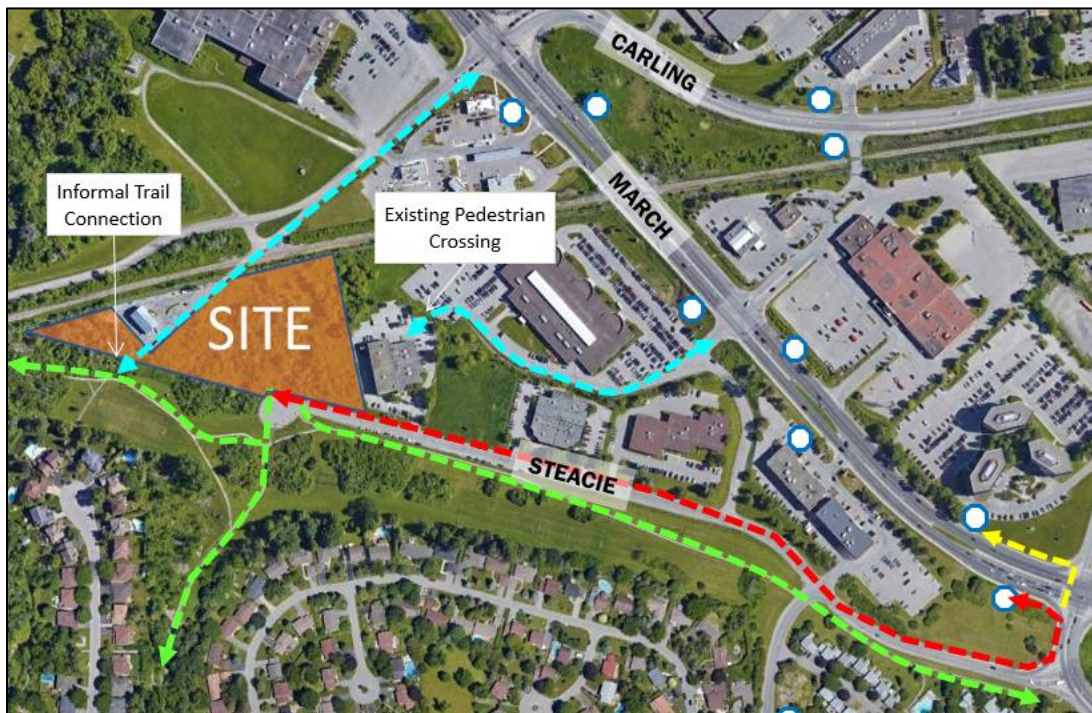 CARLING
MARCH
Informal Trail
Connection
Existing Pedestrian
Crossing
SITE
STEACIE